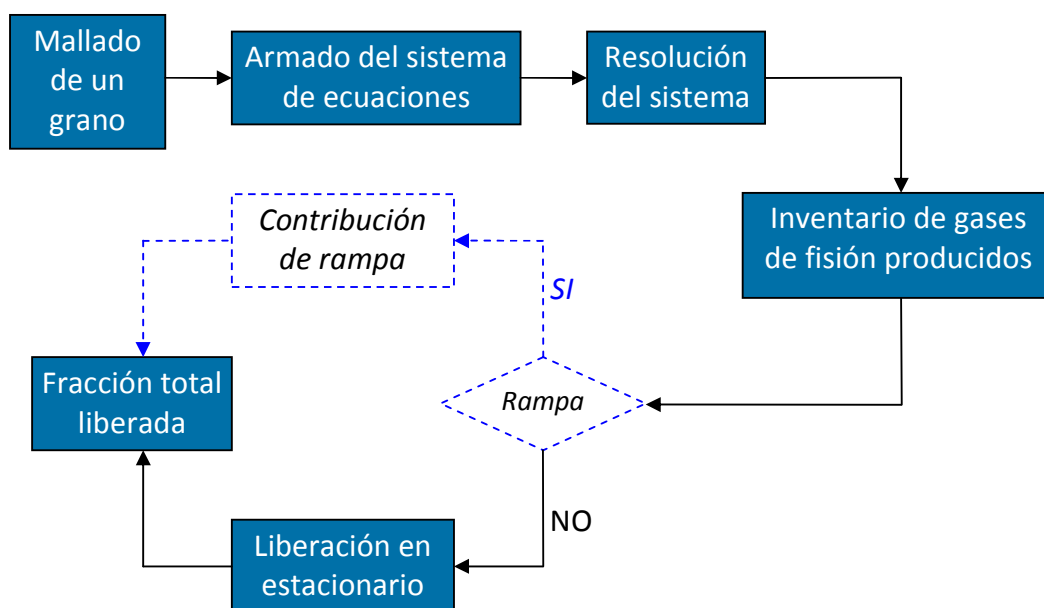 Mallado
de un
grano
Armado del sistema
de ecuaciones
Resolución
del sistema
Inventario de gases
de fisión producidos
Contribución
de rampa
SI
Rampa
Fracción total
liberada
NO
Liberación en
estacionario